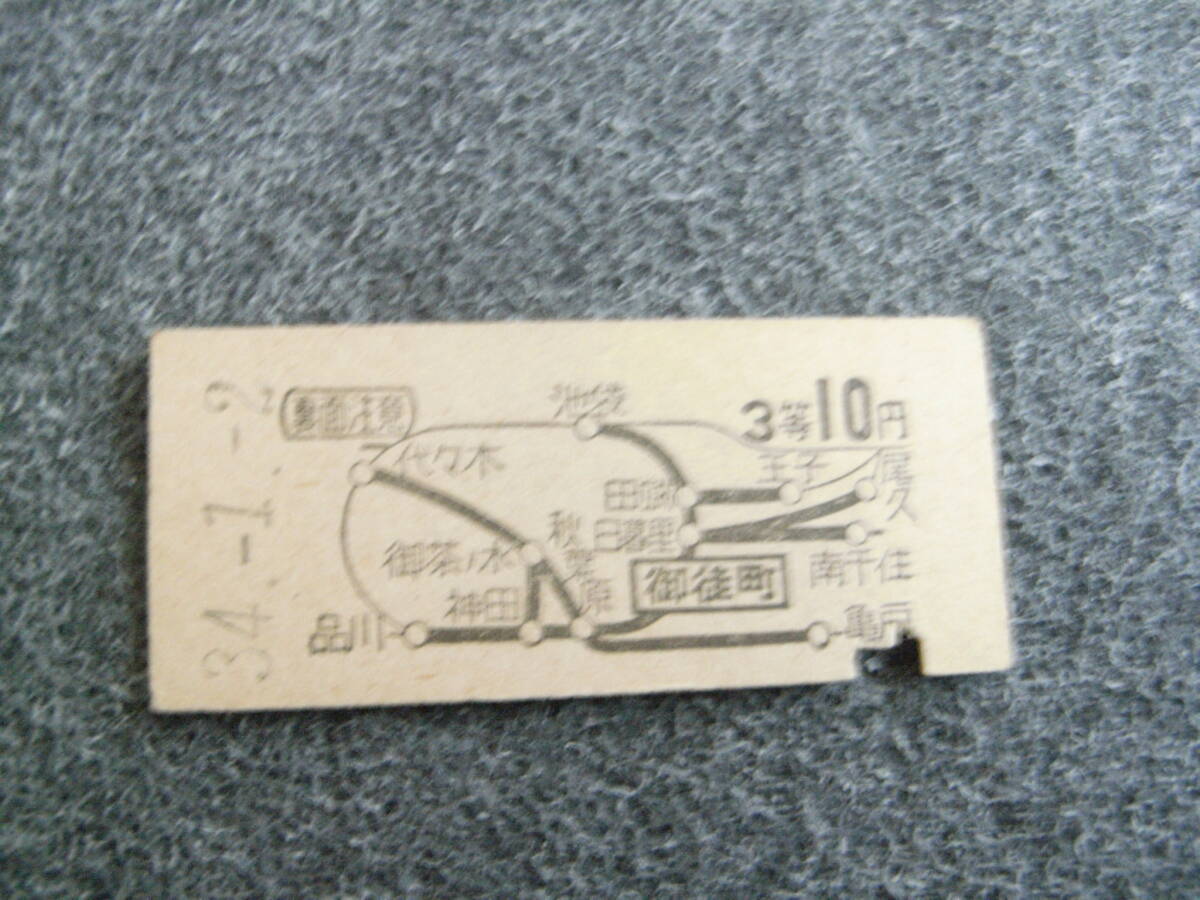 34.-1.-2
裏面注意
池袋
3等10円
代々木
王子
尾久
田端
日暮里
秋葉原
御茶ノ水
御徒町
南千住
神田
品川
亀戸